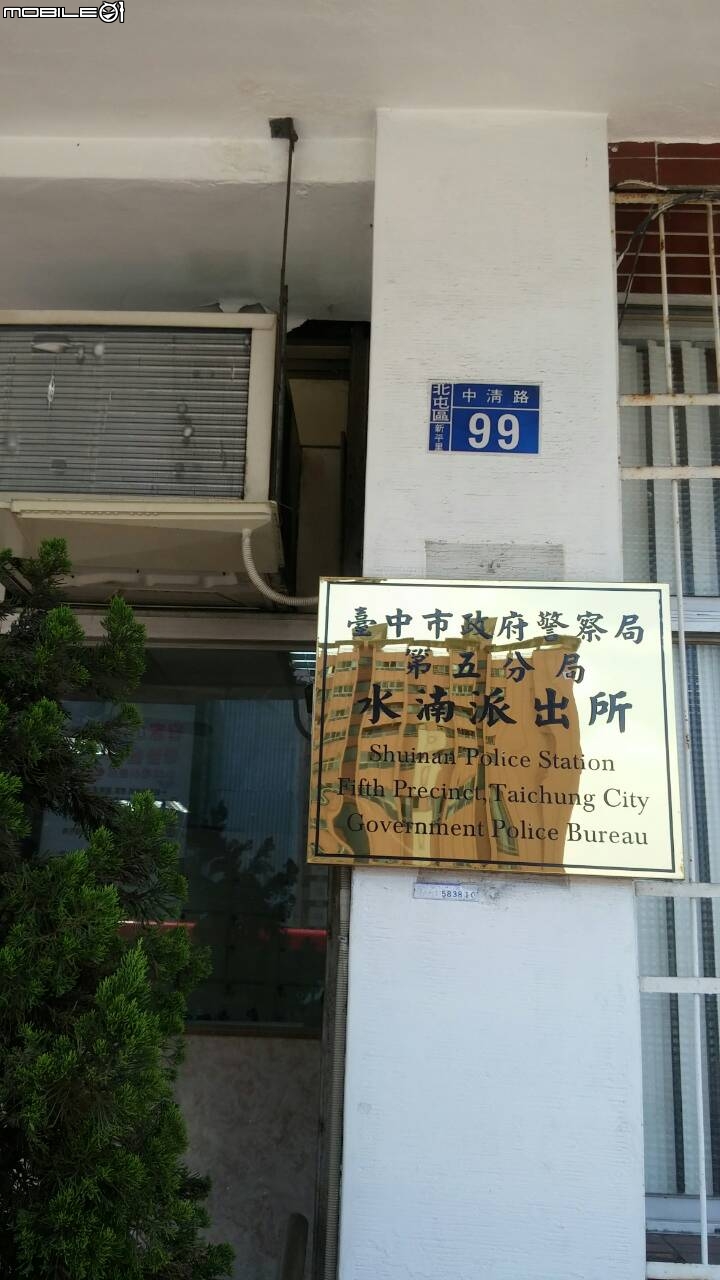 MOBILE01
北屯區
新平里
中清路
99
臺中市政府警察局
第五分局
水湳派出所
Shuinan Police Station
Fifth Precinct,Taichung City
Government Police Bureau
583810